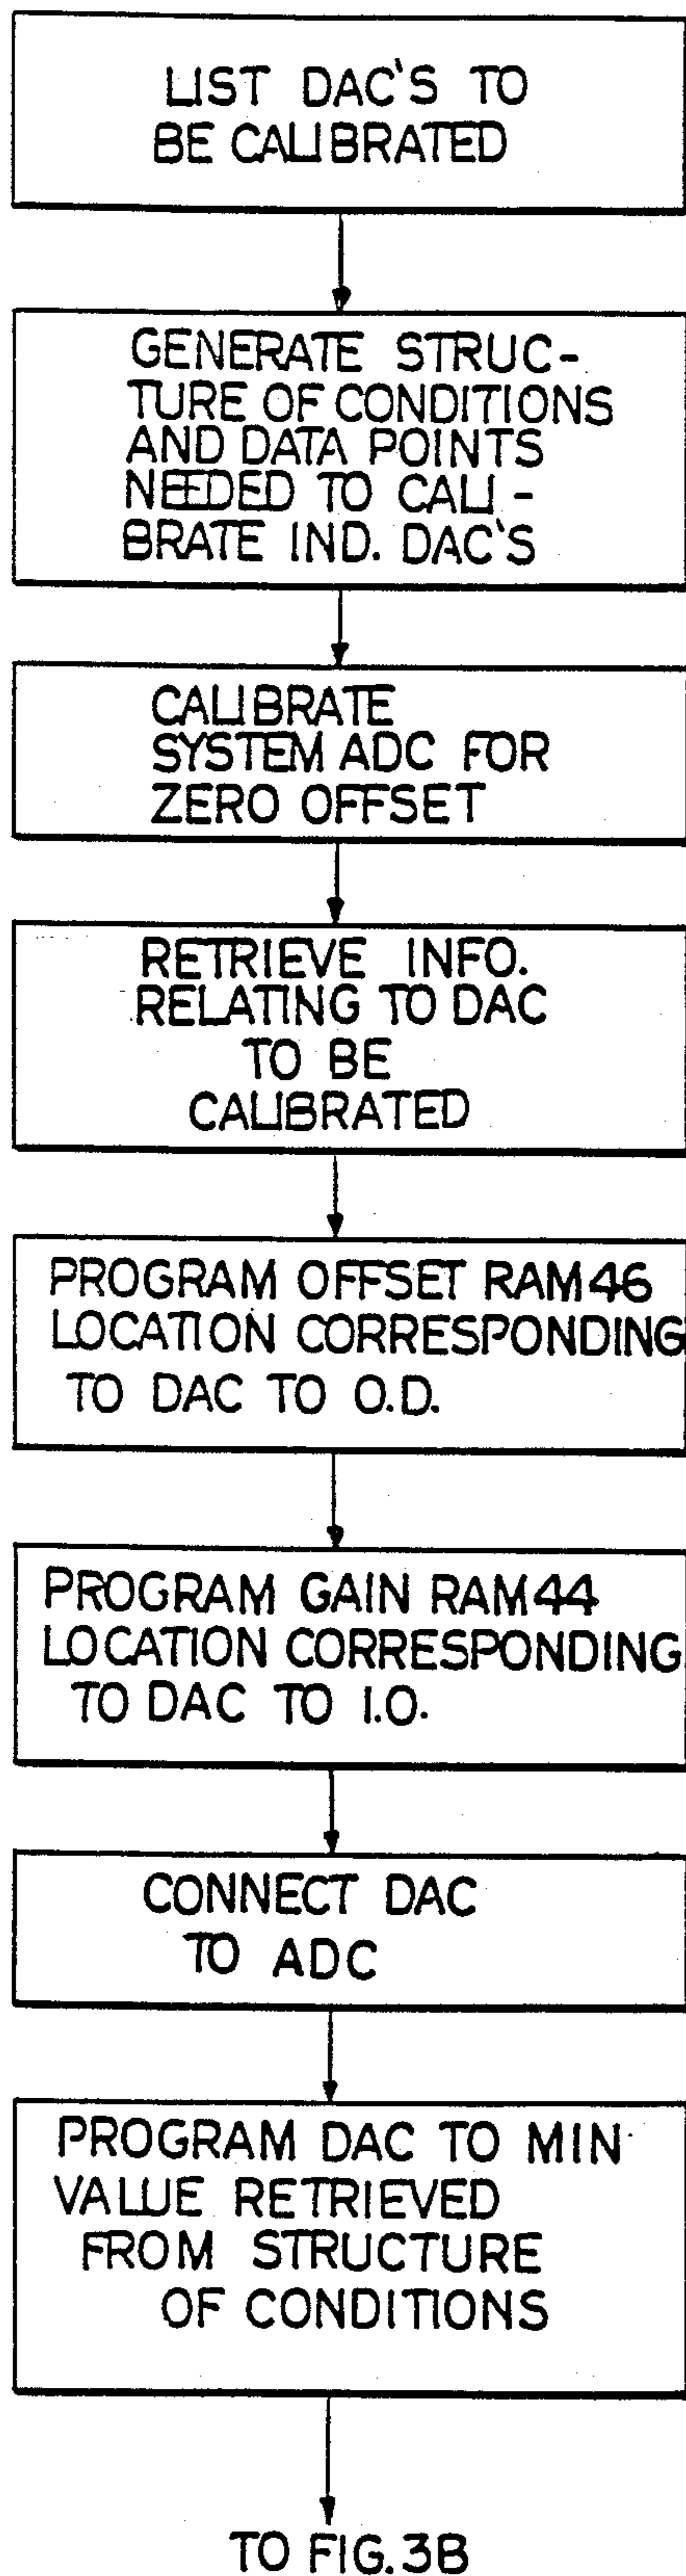 LIST DAC'S TO
BE CALIBRATED
GENERATE STRUC-
TURE OF CONDITIONS
AND DATA POINTS
NEEDED TO CALI-
BRATE IND. DAC'S
CALIBRATE
SYSTEM ADC FOR
ZERO OFFSET
RETRIEVE INFO.
RELATING TO DAC
TO BE
CALIBRATED
PROGRAM OFFSET RAM 46
LOCATION CORRESPONDING
TO DAC TO O.D.
PROGRAM GAIN RAM 44
LOCATION CORRESPONDING
TO DAC TO I.O.
CONNECT DAC
TO ADC
PROGRAM DAC TO MIN
VALUE RETRIEVED
FROM STRUCTURE
OF CONDITIONS
TO FIG. 3B